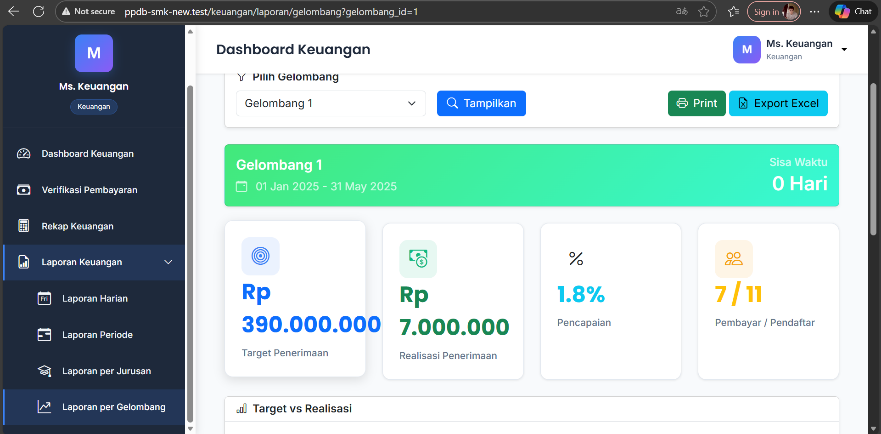 Not secure
ppdb-smk-new.test/keuangan/laporan/gelombang?gelombang_id=1
Sign in
Chat
M
Ms. Keuangan
Keuangan
Dashboard Keuangan
Verifikasi Pembayaran
Rekap Keuangan
Laporan Keuangan
Laporan Harian
Laporan Periode
Laporan per Jurusan
Laporan per Gelombang
Dashboard Keuangan
M
Ms. Keuangan
Keuangan
Pilih Gelombang
Gelombang 1
Tampilkan
Print
Export Excel
Gelombang 1
01 Jan 2025 - 31 May 2025
Sisa Waktu
0 Hari
Rp
390.000.000
Target Penerimaan
Rp
7.000.000
Realisasi Penerimaan
%
1.8%
Pencapaian
7 / 11
Pembayar / Pendaftar
Target vs Realisasi